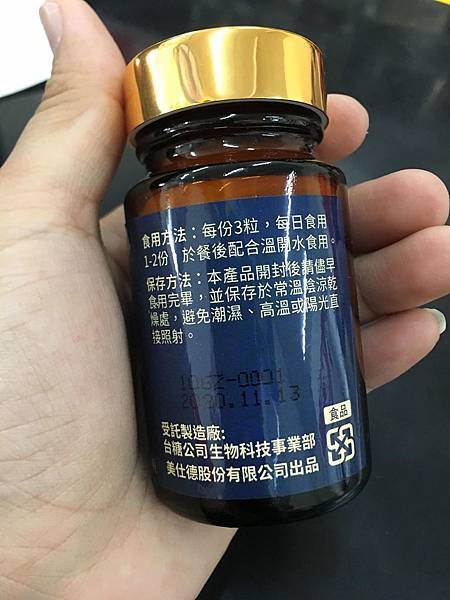 食用方法：每份3粒，每日食用
1-2份 於餐後配合溫開水食用。
保存方法：本產品開封後請儘早
食用完畢，並保存於常溫陰涼乾
燥處，避免潮濕、高溫或陽光直
接照射。
2020.11.13
受託製造廠:
台糖公司生物科技事業部
美仕德股份有限公司出品
食品